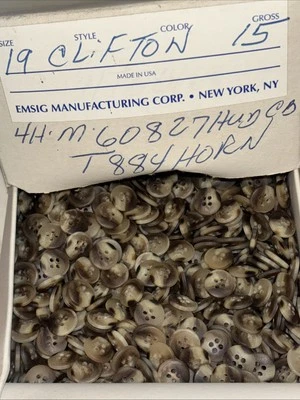 SIZE STYLE COLOR GROSS
19 CLIFTON 15
MADE IN USA
EMSIG MANUFACTURING CORP. • NEW YORK, NY
4H·M·60827
T884 HORN